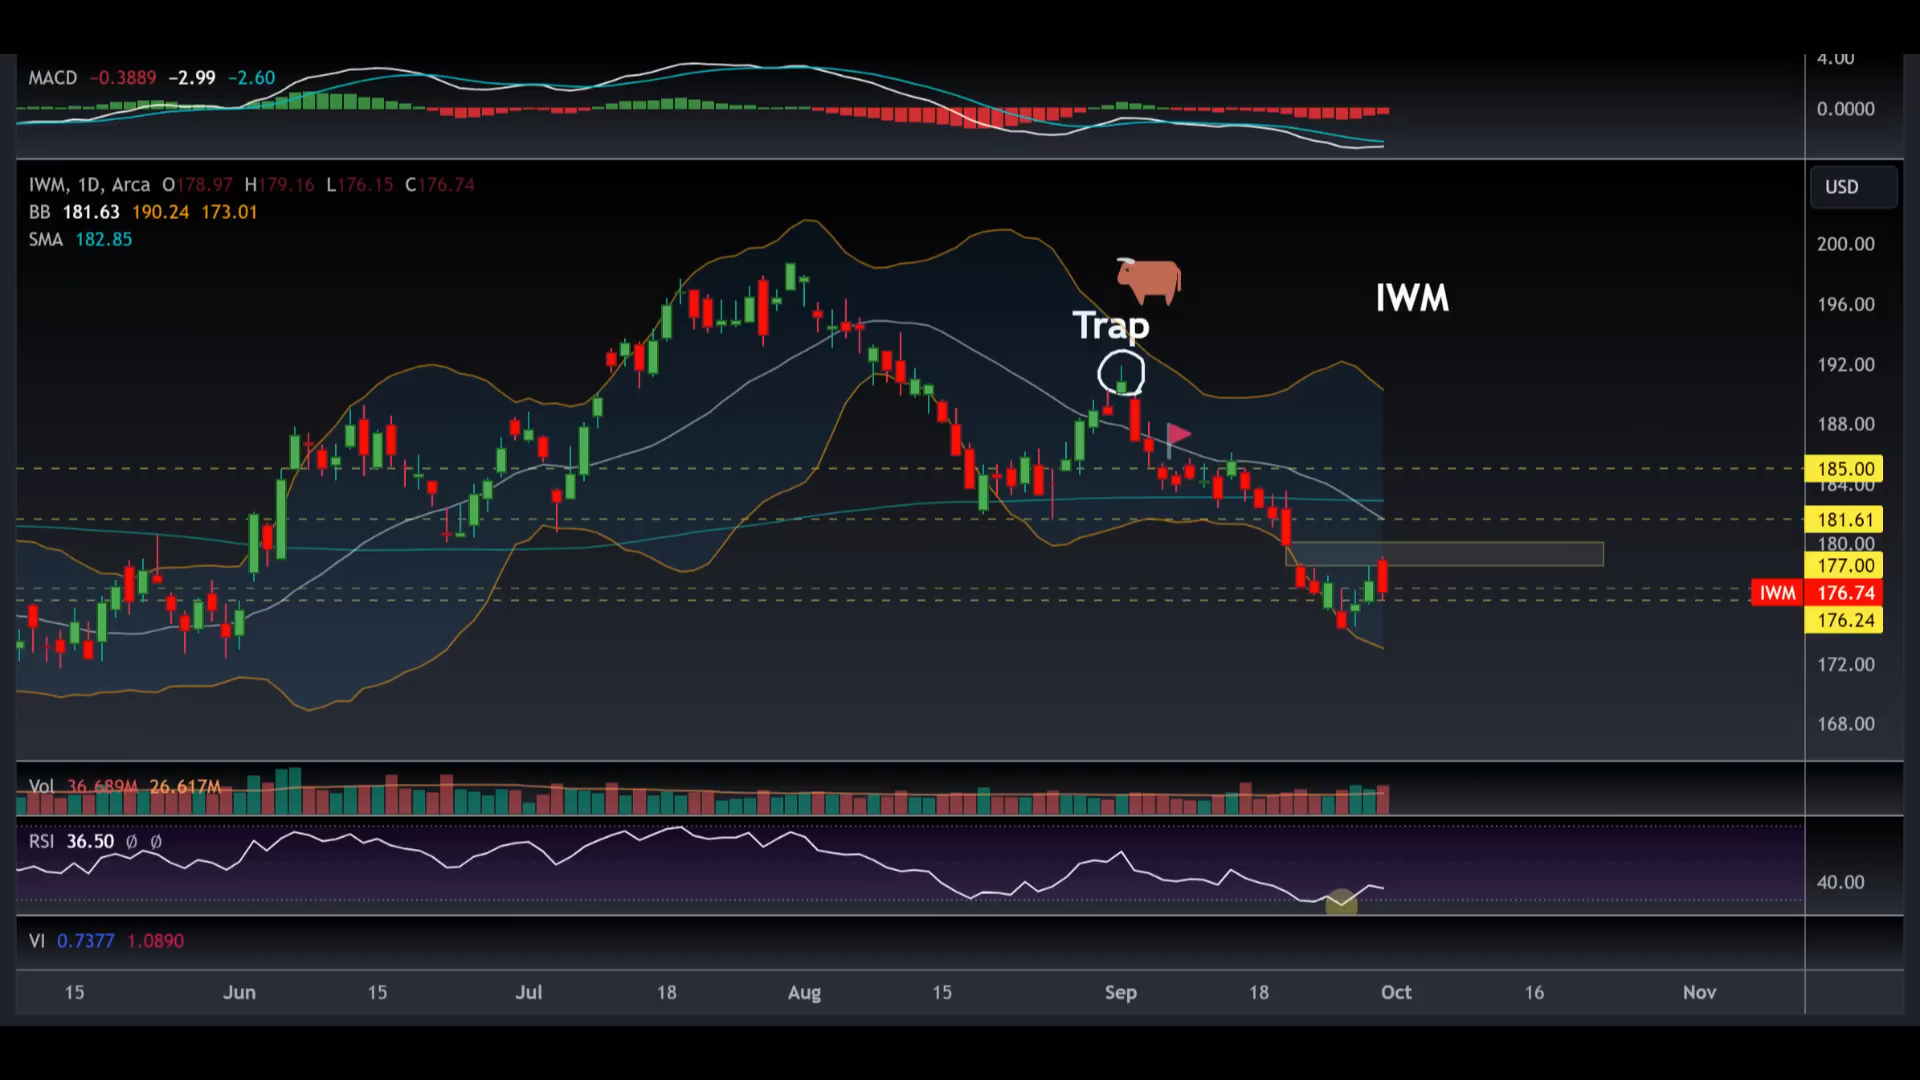 MACD −0.3889 −2.99 −2.60
4.00
0.0000
IWM, 1D, Arca O178.97 H179.16 L176.15 C176.74
USD
BB 181.63 190.24 173.01
SMA 182.85
200.00
IWM
196.00
Trap
192.00
188.00
185.00
184.00
181.61
180.00
177.00
IWM 176.74
176.24
172.00
168.00
Vol 36.689M 26.617M
RSI 36.50 Ø Ø
40.00
VI 0.7377 1.0890
15 Jun 15 Jul 18 Aug 15 Sep 18 Oct 16 Nov